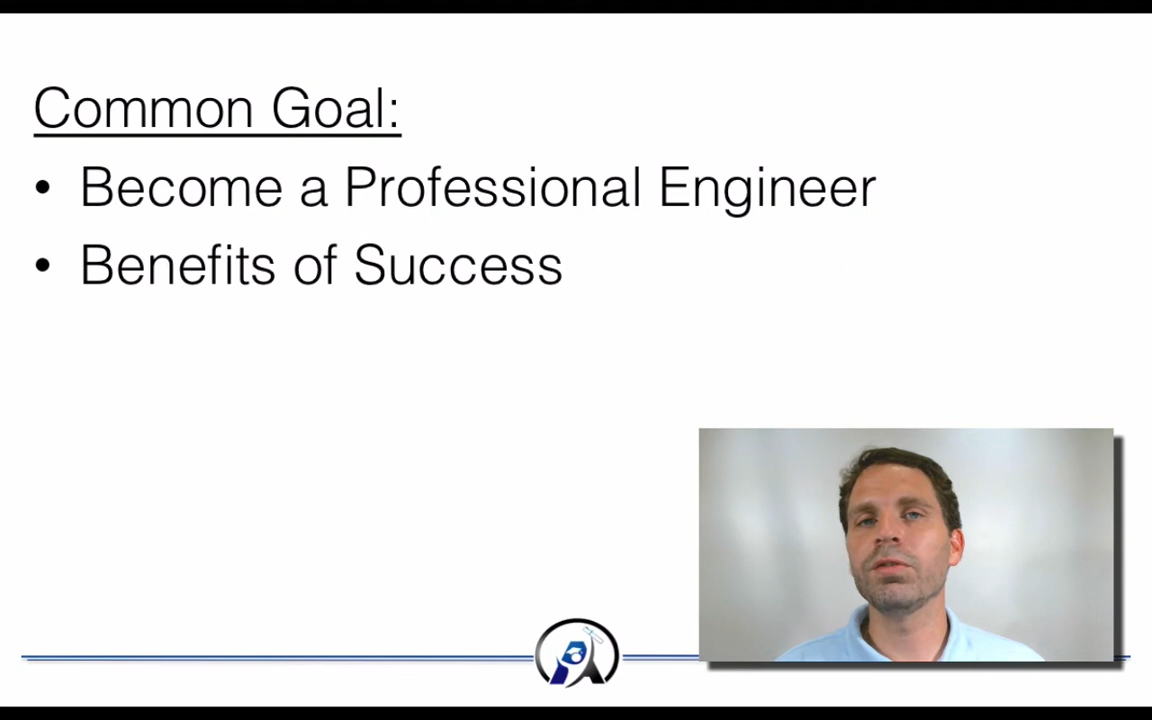 Common Goal:
• Become a Professional Engineer
• Benefits of Success